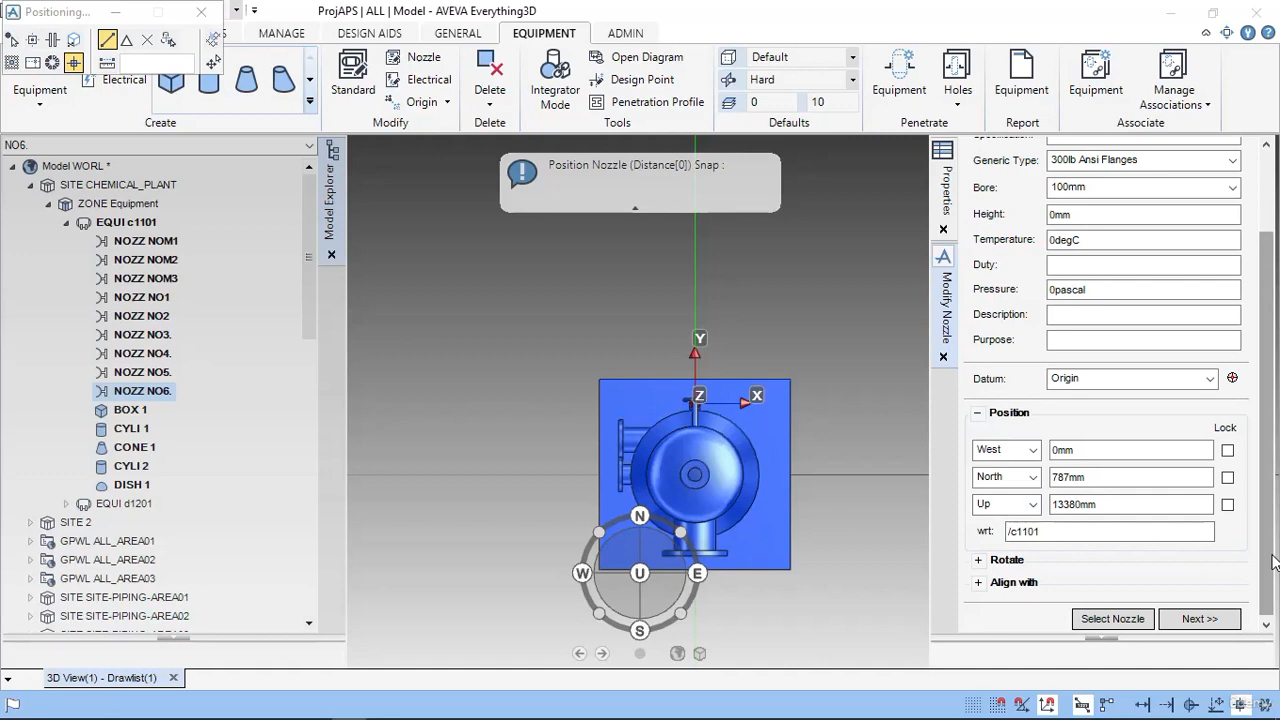 Positioning...
ProjAPS | ALL | Model - AVEVA Everything3D
MANAGE
DESIGN AIDS
GENERAL
EQUIPMENT
ADMIN
Equipment
Electrical
Create
Standard
Nozzle
Electrical
Origin
Modify
Delete
Delete
Integrator
Mode
Open Diagram
Design Point
Penetration Profile
Tools
Default
Hard
0
10
Defaults
Equipment
Holes
Penetrate
Equipment
Report
Equipment
Manage
Associations
Associate
NO6.
Model WORL *
SITE CHEMICAL_PLANT
ZONE Equipment
EQUI c1101
NOZZ NOM1
NOZZ NOM2
NOZZ NOM3
NOZZ NO1
NOZZ NO2
NOZZ NO3.
NOZZ NO4.
NOZZ NO5.
NOZZ NO6.
BOX 1
CYLI 1
CONE 1
CYLI 2
DISH 1
EQUI d1201
SITE 2
GPWL ALL_AREA01
GPWL ALL_AREA02
GPWL ALL_AREA03
SITE SITE-PIPING-AREA01
SITE SITE-PIPING-AREA02
Model Explorer
Position Nozzle (Distance[0]) Snap :
Y
Z
X
N
W
U
E
S
Properties
Modify Nozzle
Generic Type:
300lb Ansi Flanges
Bore:
100mm
Height:
0mm
Temperature:
0degC
Duty:
Pressure:
0pascal
Description:
Purpose:
Datum:
Origin
Position
Lock
West
0mm
North
787mm
Up
13380mm
wrt:
/c1101
Rotate
Align with
Select Nozzle
Next >>
3D View(1) - Drawlist(1)